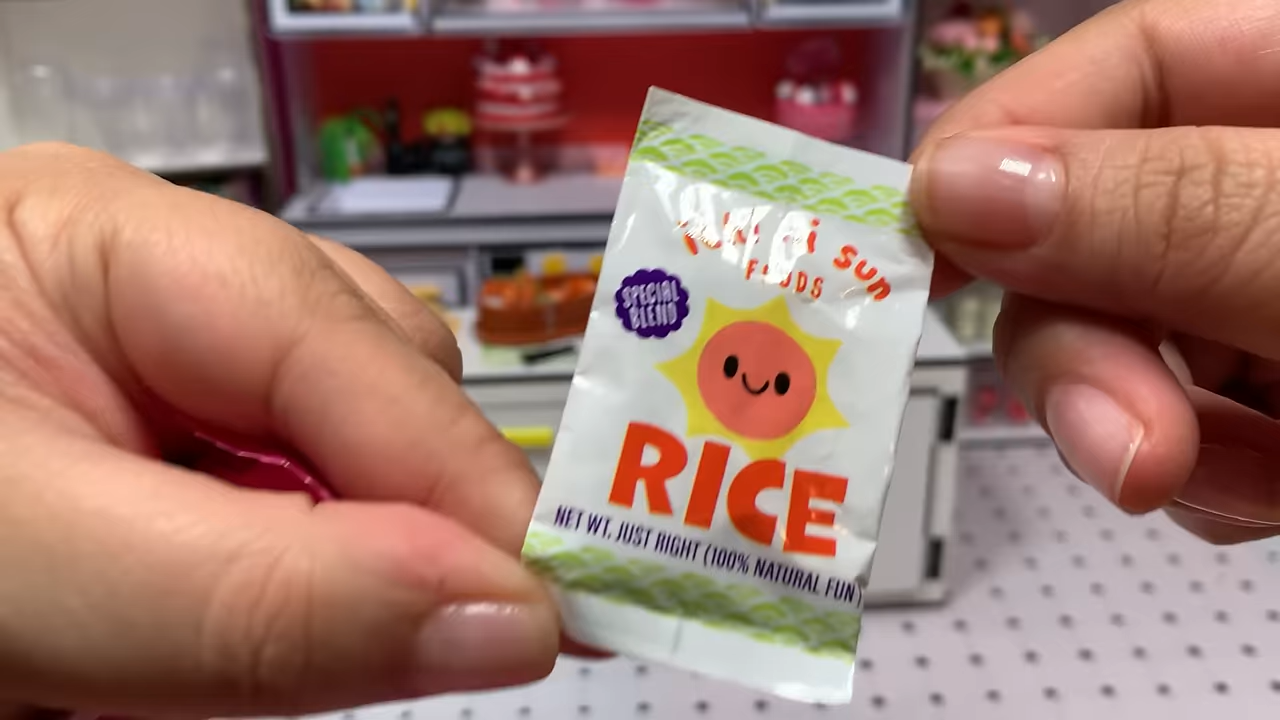 sun
FOODS
SPECIAL
BLEND
RICE
NET WT. JUST RIGHT (100% NATURAL FUN)